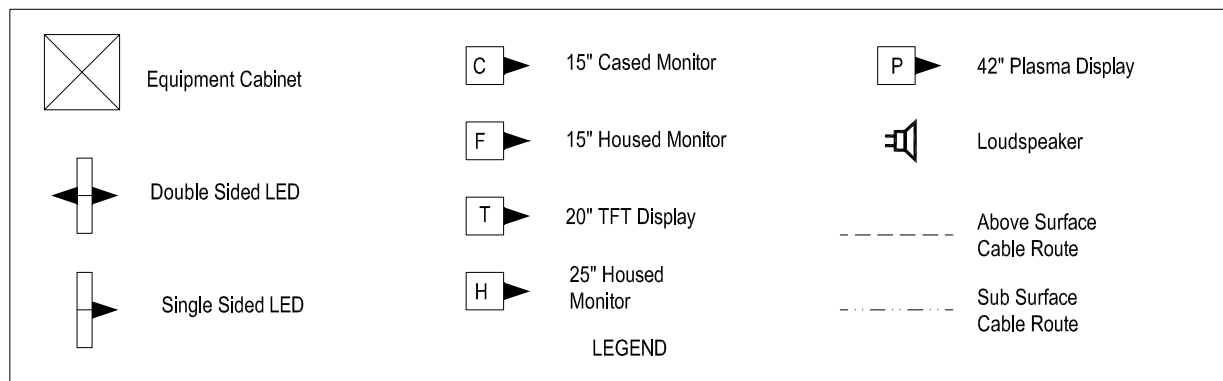 Equipment Cabinet
Double Sided LED
Single Sided LED
C
15" Cased Monitor
F
15" Housed Monitor
T
20" TFT Display
H
25" Housed
Monitor
LEGEND
P
42" Plasma Display
Loudspeaker
Above Surface
Cable Route
Sub Surface
Cable Route